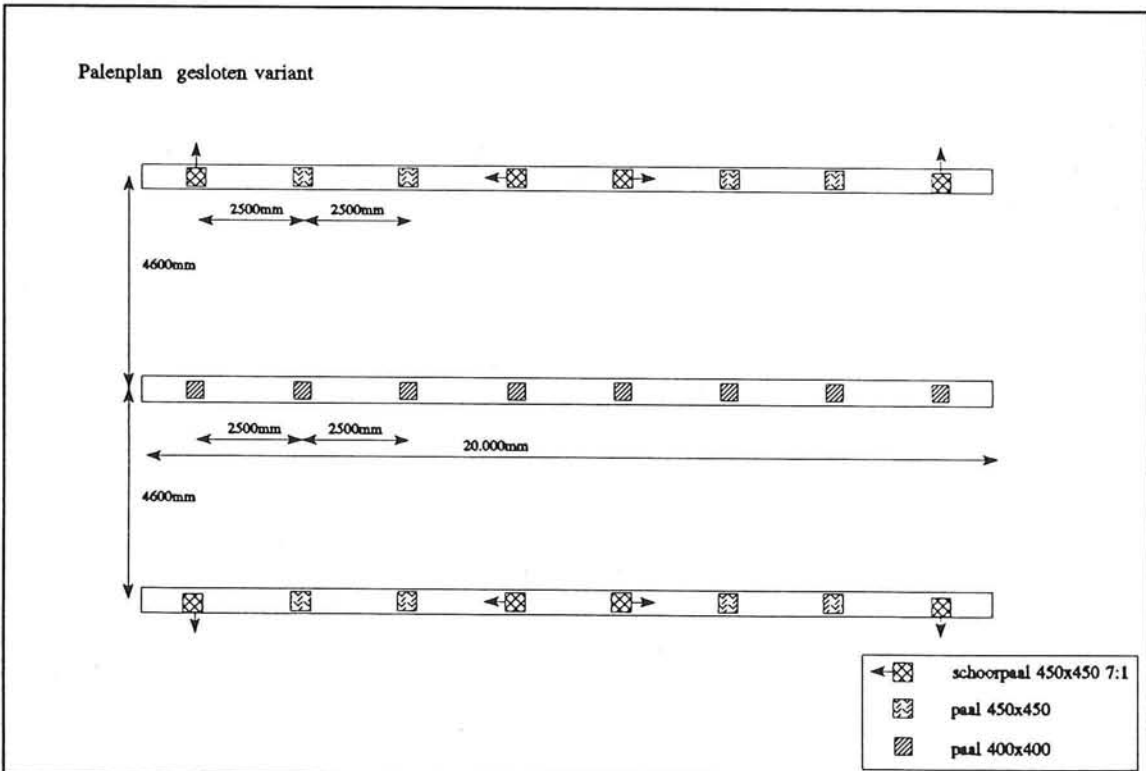 Palenplan gesloten variant
2500mm 2500mm
4600mm
2500mm 2500mm
20.000mm
4600mm
schoorpaal 450x450 7:1
paal 450x450
paal 400x400